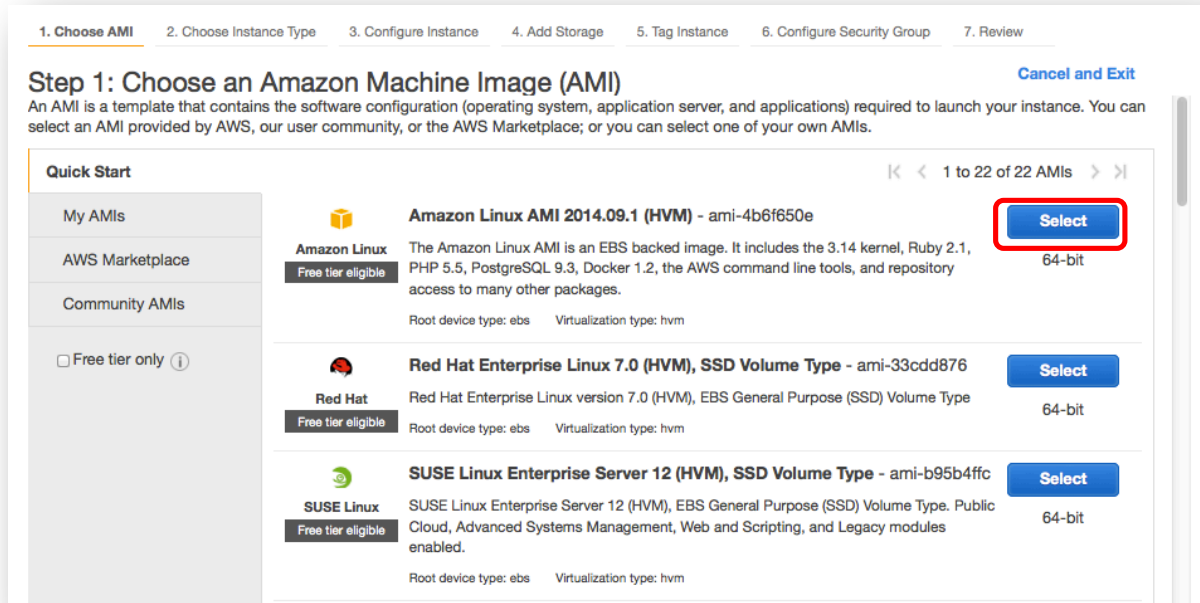 1. Choose AMI 2. Choose Instance Type 3. Configure Instance 4. Add Storage 5. Tag Instance 6. Configure Security Group 7. Review
Step 1: Choose an Amazon Machine Image (AMI)
Cancel and Exit
An AMI is a template that contains the software configuration (operating system, application server, and applications) required to launch your instance. You can
select an AMI provided by AWS, our user community, or the AWS Marketplace; or you can select one of your own AMIs.
Quick Start
My AMIs
AWS Marketplace
Community AMIs
Free tier only
1 to 22 of 22 AMIs
Amazon Linux
Free tier eligible
Amazon Linux AMI 2014.09.1 (HVM) - ami-4b6f650e
The Amazon Linux AMI is an EBS backed image. It includes the 3.14 kernel, Ruby 2.1,
PHP 5.5, PostgreSQL 9.3, Docker 1.2, the AWS command line tools, and repository
access to many other packages.
Root device type: ebs Virtualization type: hvm
Select
64-bit
Red Hat
Free tier eligible
Red Hat Enterprise Linux 7.0 (HVM), SSD Volume Type - ami-33cdd876
Red Hat Enterprise Linux version 7.0 (HVM), EBS General Purpose (SSD) Volume Type
Root device type: ebs Virtualization type: hvm
Select
64-bit
SUSE Linux
Free tier eligible
SUSE Linux Enterprise Server 12 (HVM), SSD Volume Type - ami-b95b4ffc
SUSE Linux Enterprise Server 12 (HVM), EBS General Purpose (SSD) Volume Type. Public
Cloud, Advanced Systems Management, Web and Scripting, and Legacy modules
enabled.
Root device type: ebs Virtualization type: hvm
Select
64-bit